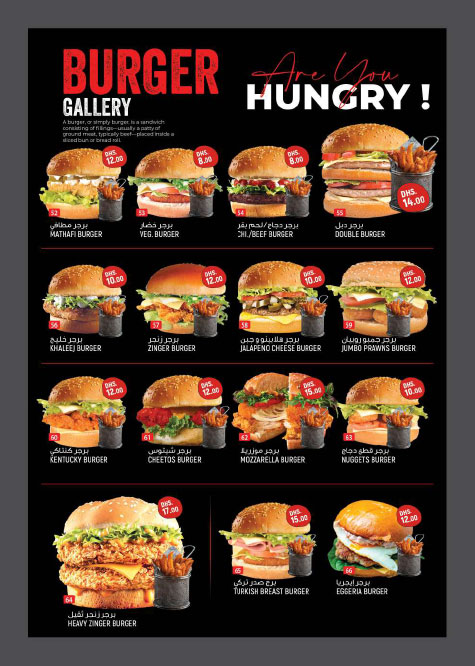 BURGER
GALLERY
A burger, or simply burger, is a sandwich
consisting of fillings—usually a patty of
ground meat, typically beef—placed inside a
sliced bun or bread roll.
Are You
HUNGRY !
DHS.
12.00
52
برجر مطافي
MATHAFI BURGER
DHS.
8.00
53
برجر خضار
VEG. BURGER
DHS.
8.00
54
برجر دجاج/لحم بقر
CHI./BEEF BURGER
DHS.
14.00
55
برجر دبل
DOUBLE BURGER
DHS.
10.00
56
برجر خليج
KHALEEJ BURGER
DHS.
12.00
57
برجر زنجر
ZINGER BURGER
DHS.
10.00
58
برجر هلابينو و جبن
JALAPENO CHEESE BURGER
DHS.
12.00
59
برجر جمبو روبيان
JUMBO PRAWNS BURGER
DHS.
12.00
60
برجر كنتاكي
KENTUCKY BURGER
DHS.
12.00
61
برجر شيتوس
CHEETOS BURGER
DHS.
15.00
62
برجر موزريلا
MOZZARELLA BURGER
DHS.
10.00
63
برجر قطع دجاج
NUGGETS BURGER
DHS.
17.00
64
برجر زنجر ثقيل
HEAVY ZINGER BURGER
DHS.
15.00
65
برج صدر تركي
TURKISH BREAST BURGER
DHS.
12.00
66
برجر إيجريا
EGGERIA BURGER